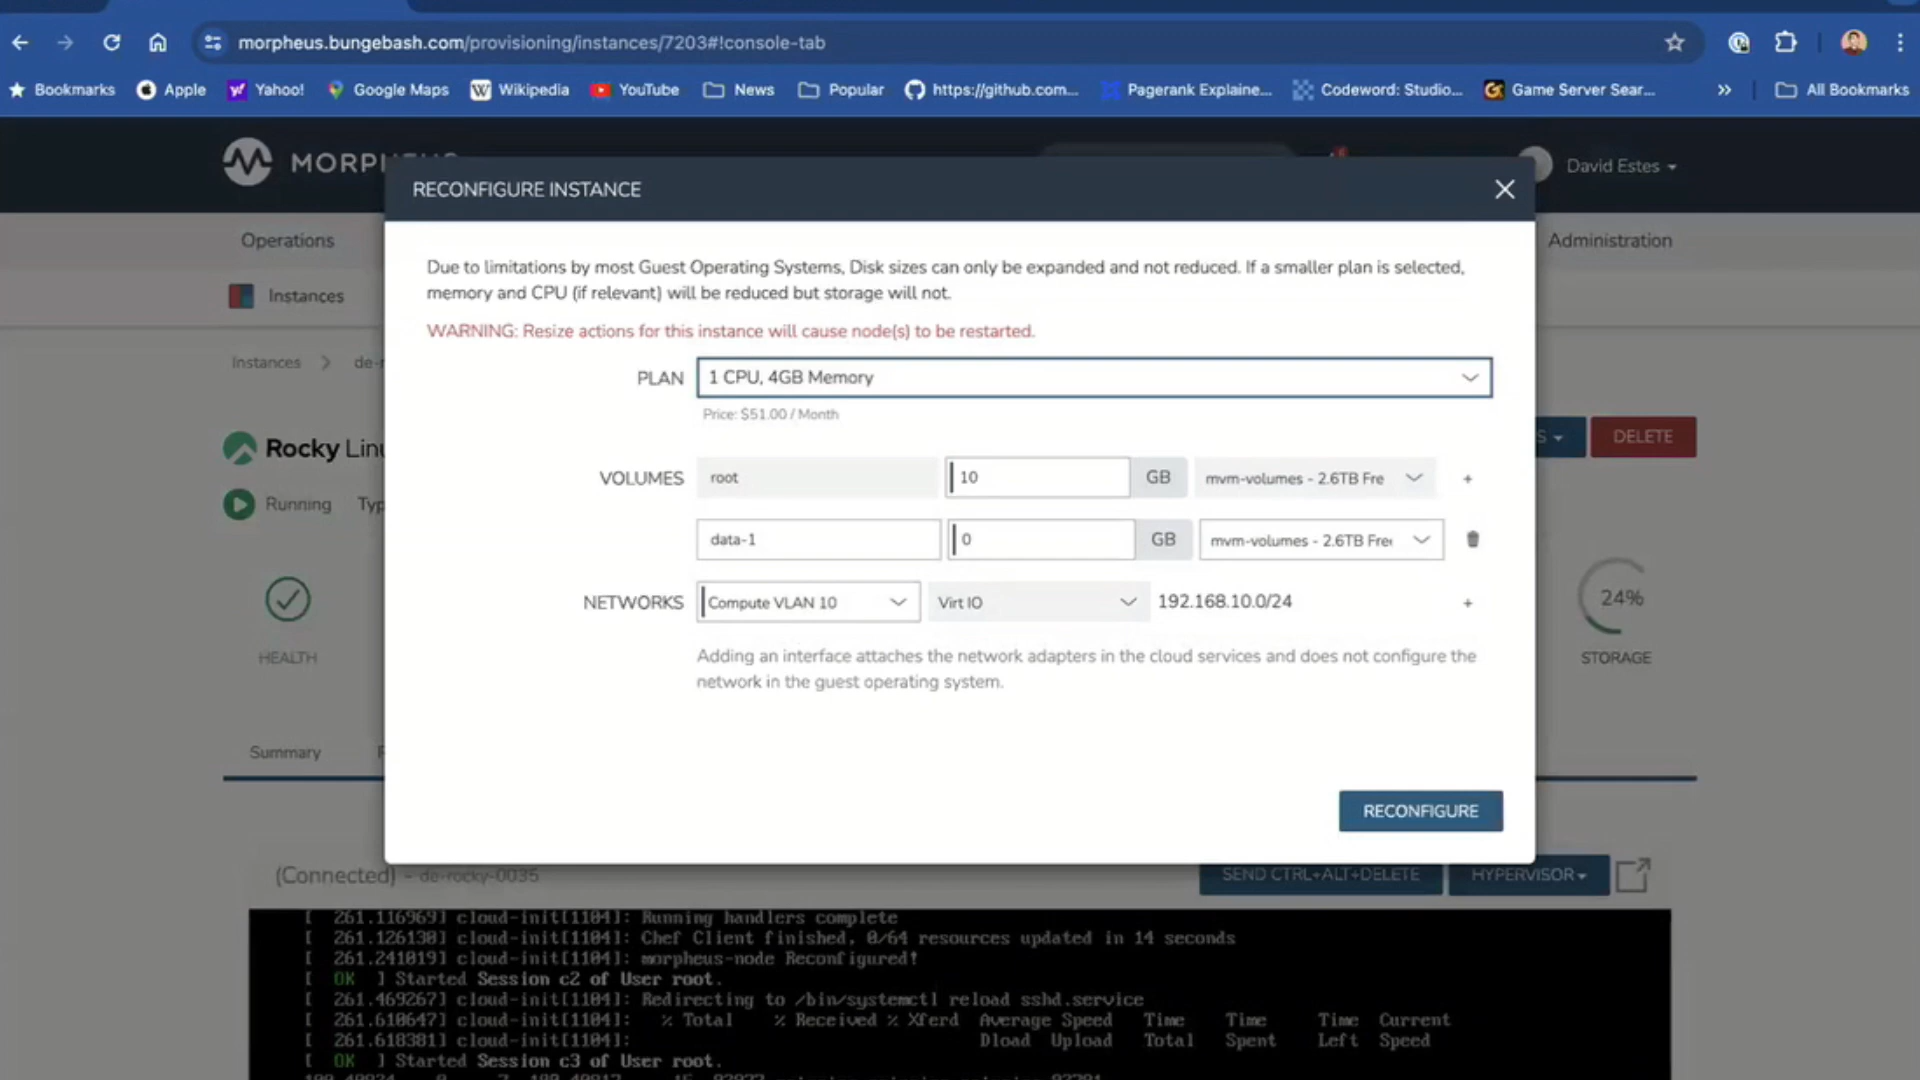 morpheus.bungebash.com/provisioning/instances/7203#!console-tab
Bookmarks Apple Yahoo! Google Maps Wikipedia YouTube News Popular https://github.com... Pagerank Explaine... Codeword: Studio... Game Server Sear... » All Bookmarks
MORPHEUS
David Estes
RECONFIGURE INSTANCE
Operations
Administration
Instances
Due to limitations by most Guest Operating Systems, Disk sizes can only be expanded and not reduced. If a smaller plan is selected,
memory and CPU (if relevant) will be reduced but storage will not.
WARNING: Resize actions for this instance will cause node(s) to be restarted.
Instances > de-r
PLAN 1 CPU, 4GB Memory
Price: $51.00 / Month
Rocky Linu
S DELETE
VOLUMES root 10 GB mvm-volumes - 2.6TB Fre +
Running Typ
data-1 0 GB mvm-volumes - 2.6TB Free
NETWORKS Compute VLAN 10 Virt IO 192.168.10.0/24 +
24%
HEALTH
STORAGE
Adding an interface attaches the network adapters in the cloud services and does not configure the
network in the guest operating system.
Summary
RECONFIGURE
(Connected) - de-rocky-0035
SEND CTRL+ALT+DELETE HYPERVISOR
[ 261.116969] cloud-init[1104]: Running handlers complete
[ 261.126130] cloud-init[1104]: Chef Client finished, 0/64 resources updated in 14 seconds
[ 261.241019] cloud-init[1104]: morpheus-node Reconfigured!
[ OK ] Started Session c2 of User root.
[ 261.469267] cloud-init[1104]: Redirecting to /bin/systemctl reload sshd.service
[ 261.610647] cloud-init[1104]: % Total % Received % Xferd Average Speed Time Time Time Current
[ 261.618381] cloud-init[1104]: Dload Upload Total Spent Left Speed
[ OK ] Started Session c3 of User root.